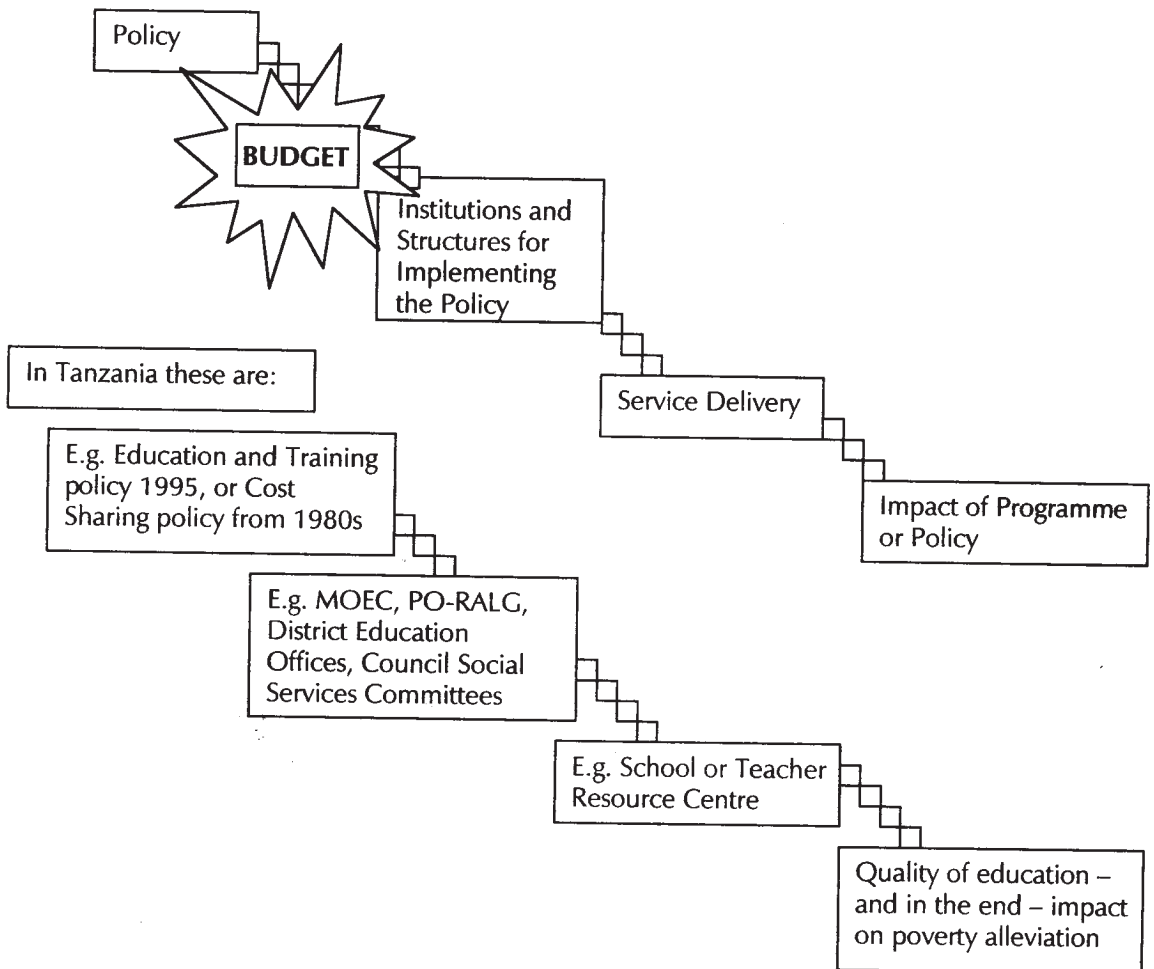 Policy
BUDGET
Institutions and
Structures for
Implementing
the Policy
Service Delivery
Impact of Programme
or Policy
In Tanzania these are:
E.g. Education and Training
policy 1995, or Cost
Sharing policy from 1980s
E.g. MOEC, PO-RALG,
District Education
Offices, Council Social
Services Committees
E.g. School or Teacher
Resource Centre
Quality of education –
and in the end – impact
on poverty alleviation